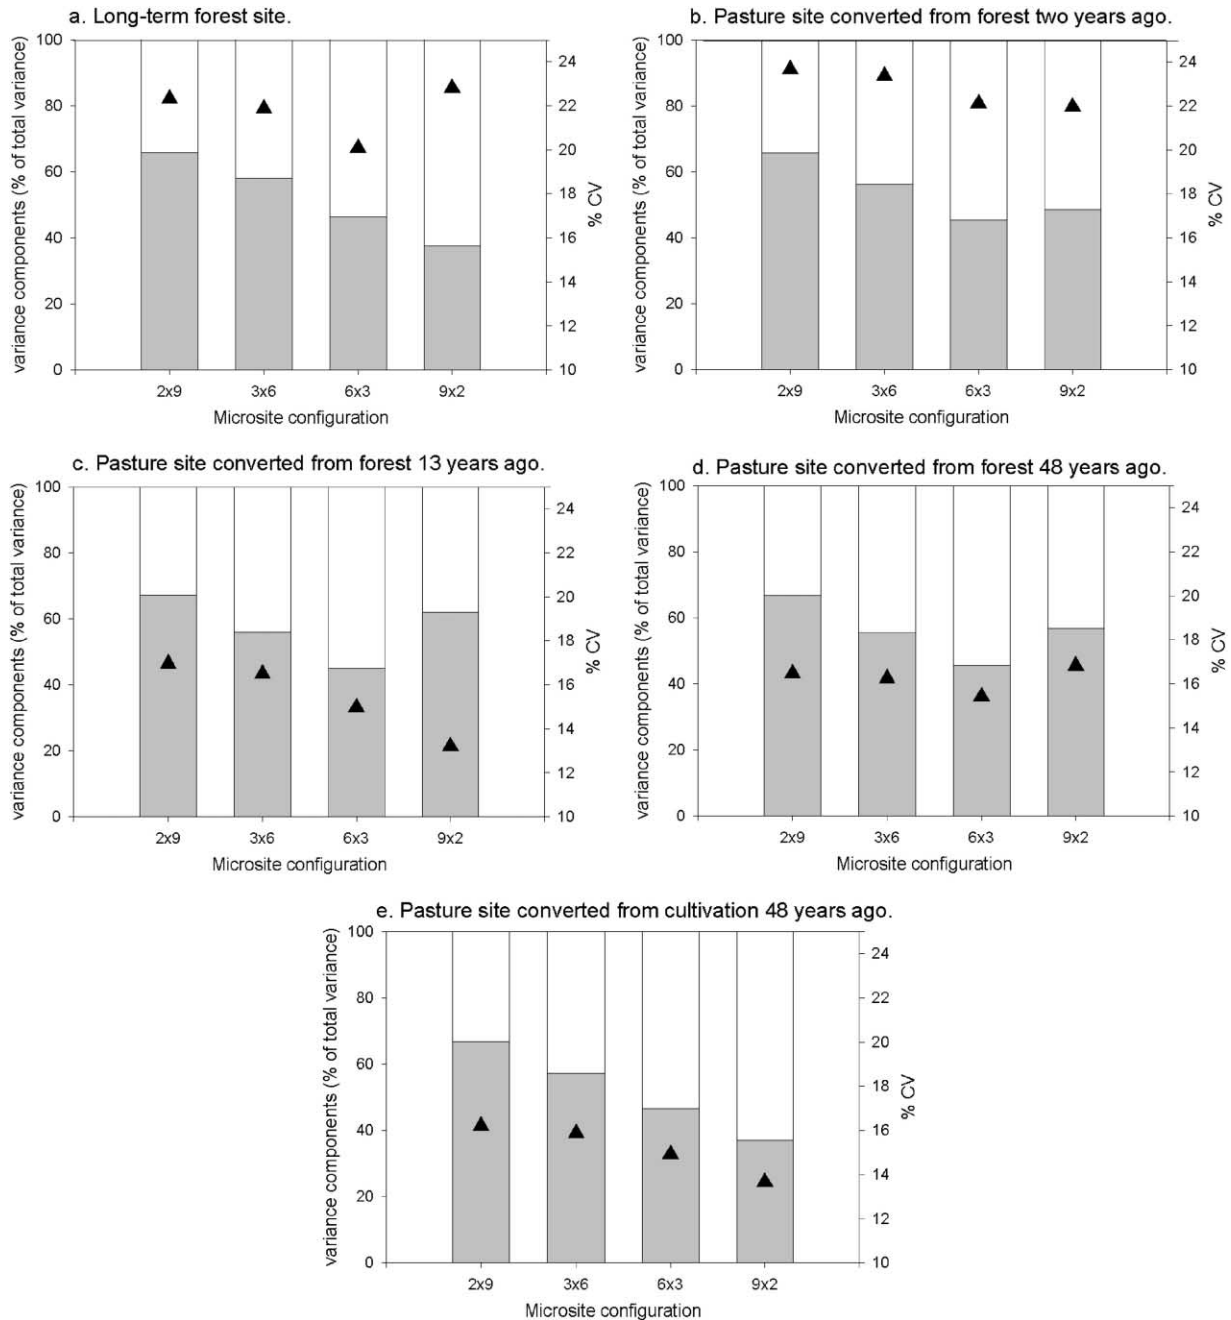 a. Long-term forest site.
100
80
60
40
20
0
variance components (% of total variance)
24
22
20
18
16
14
12
10
% CV
2x9 3x6 6x3 9x2
Microsite configuration
b. Pasture site converted from forest two years ago.
100
80
60
40
20
0
variance components (% of total variance)
24
22
20
18
16
14
12
10
% CV
2x9 3x6 6x3 9x2
Microsite configuration
c. Pasture site converted from forest 13 years ago.
100
80
60
40
20
0
variance components (% of total variance)
24
22
20
18
16
14
12
10
% CV
2x9 3x6 6x3 9x2
Microsite configuration
d. Pasture site converted from forest 48 years ago.
100
80
60
40
20
0
variance components (% of total variance)
24
22
20
18
16
14
12
10
% CV
2x9 3x6 6x3 9x2
Microsite configuration
e. Pasture site converted from cultivation 48 years ago.
100
80
60
40
20
0
variance components (% of total variance)
24
22
20
18
16
14
12
10
% CV
2x9 3x6 6x3 9x2
Microsite configuration